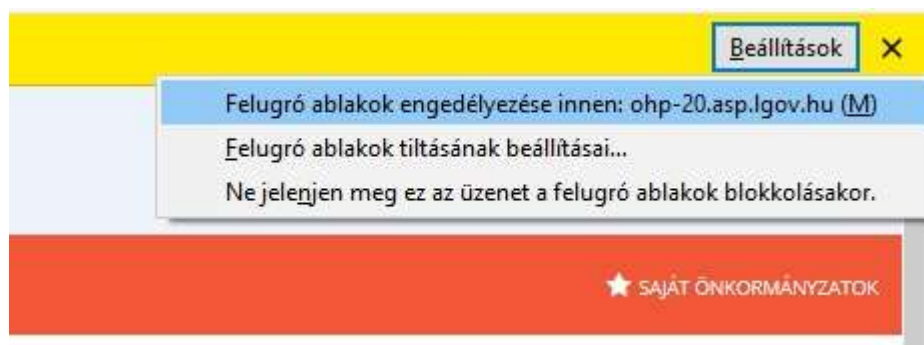 Beállítások
Felugró ablakok engedélyezése innen: ohp-20.asp.lgov.hu (M)
Felugró ablakok tiltásának beállításai...
Ne jelenjen meg ez az üzenet a felugró ablakok blokkolásakor.
SAJÁT ÖNKORMÁNYZATOK